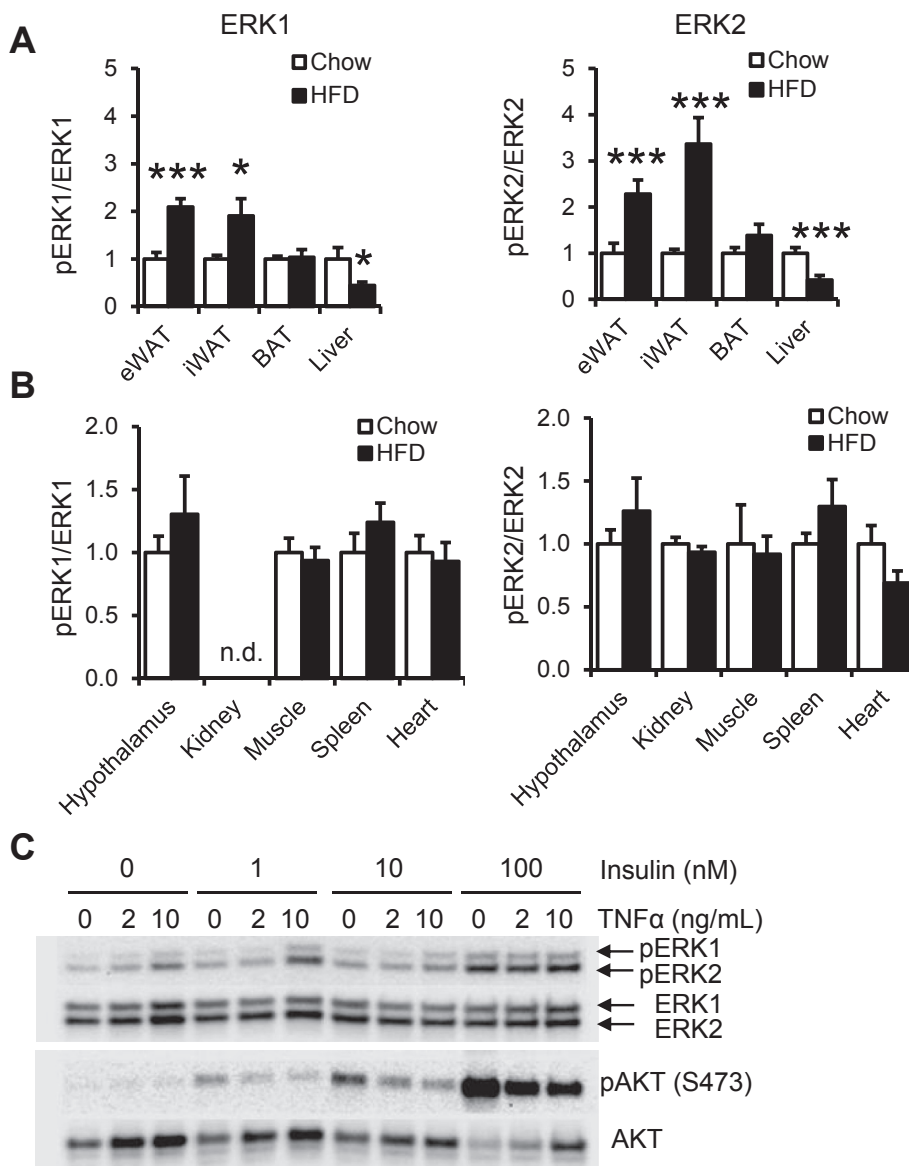 A
ERK1
ERK2
Chow
HFD
pERK1/ERK1
5
4
3
2
1
0
*** * *
eWAT
iWAT
BAT
Liver
Chow
HFD
pERK2/ERK2
5
4
3
2
1
0
*** *** ***
eWAT
iWAT
BAT
Liver
B
Chow
HFD
pERK1/ERK1
2.0
1.5
1.0
0.5
0.0
n.d.
Hypothalamus
Kidney
Muscle
Spleen
Heart
Chow
HFD
pERK2/ERK2
2.0
1.5
1.0
0.5
0.0
Hypothalamus
Kidney
Muscle
Spleen
Heart
C
0 1 10 100 Insulin (nM)
0 2 10 0 2 10 0 2 10 0 2 10 TNFα (ng/mL)
pERK1
pERK2
ERK1
ERK2
pAKT (S473)
AKT